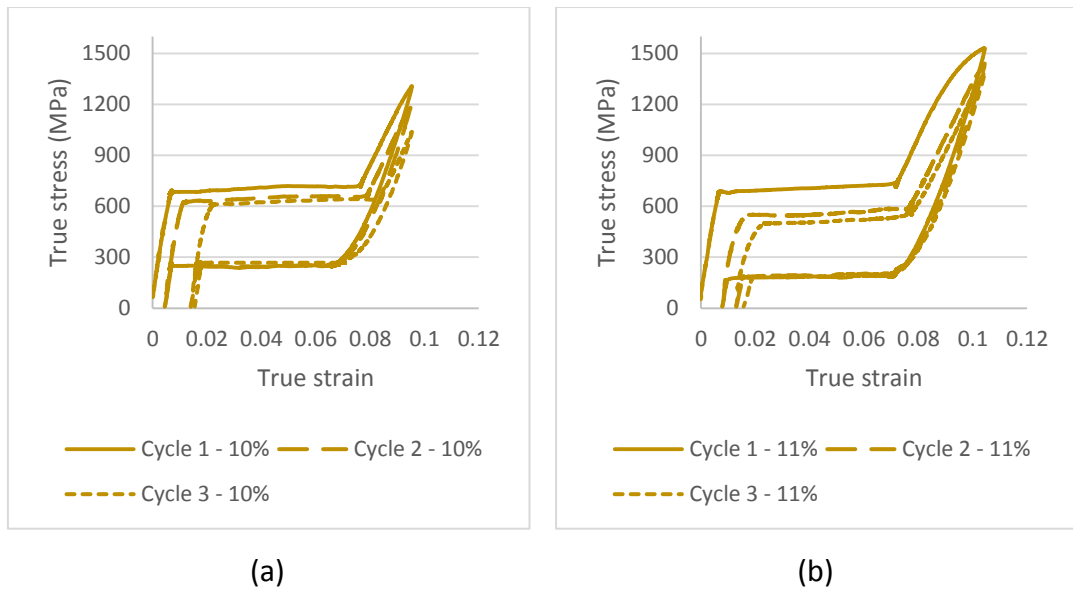 1500
1200
900
600
300
0
True stress (MPa)
0 0.02 0.04 0.06 0.08 0.1 0.12
True strain
Cycle 1 - 10% Cycle 2 - 10%
Cycle 3 - 10%
(a)
1500
1200
900
600
300
0
True stress (MPa)
0 0.02 0.04 0.06 0.08 0.1 0.12
True strain
Cycle 1 - 11% Cycle 2 - 11%
Cycle 3 - 11%
(b)